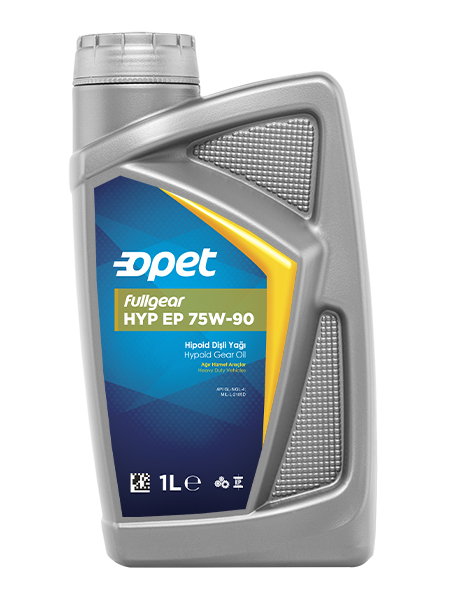 opet
fullgear
HYP EP 75W-90
Hipoid Dişli Yağı
Hypoid Gear Oil
Ağır Hizmet Araçlar
Heavy Duty Vehicles
1L e
EP